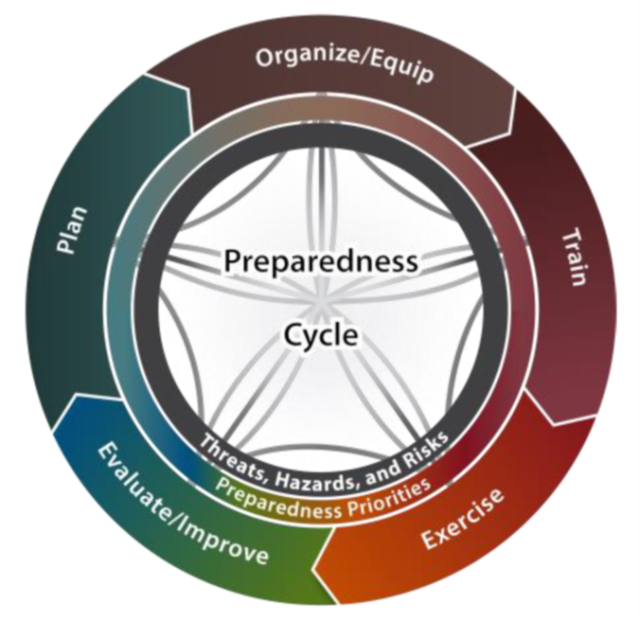 Organize/Equip
Train
Exercise
Evaluate/Improve
Plan
Preparedness
Cycle
Threats, Hazards, and Risks
Preparedness Priorities